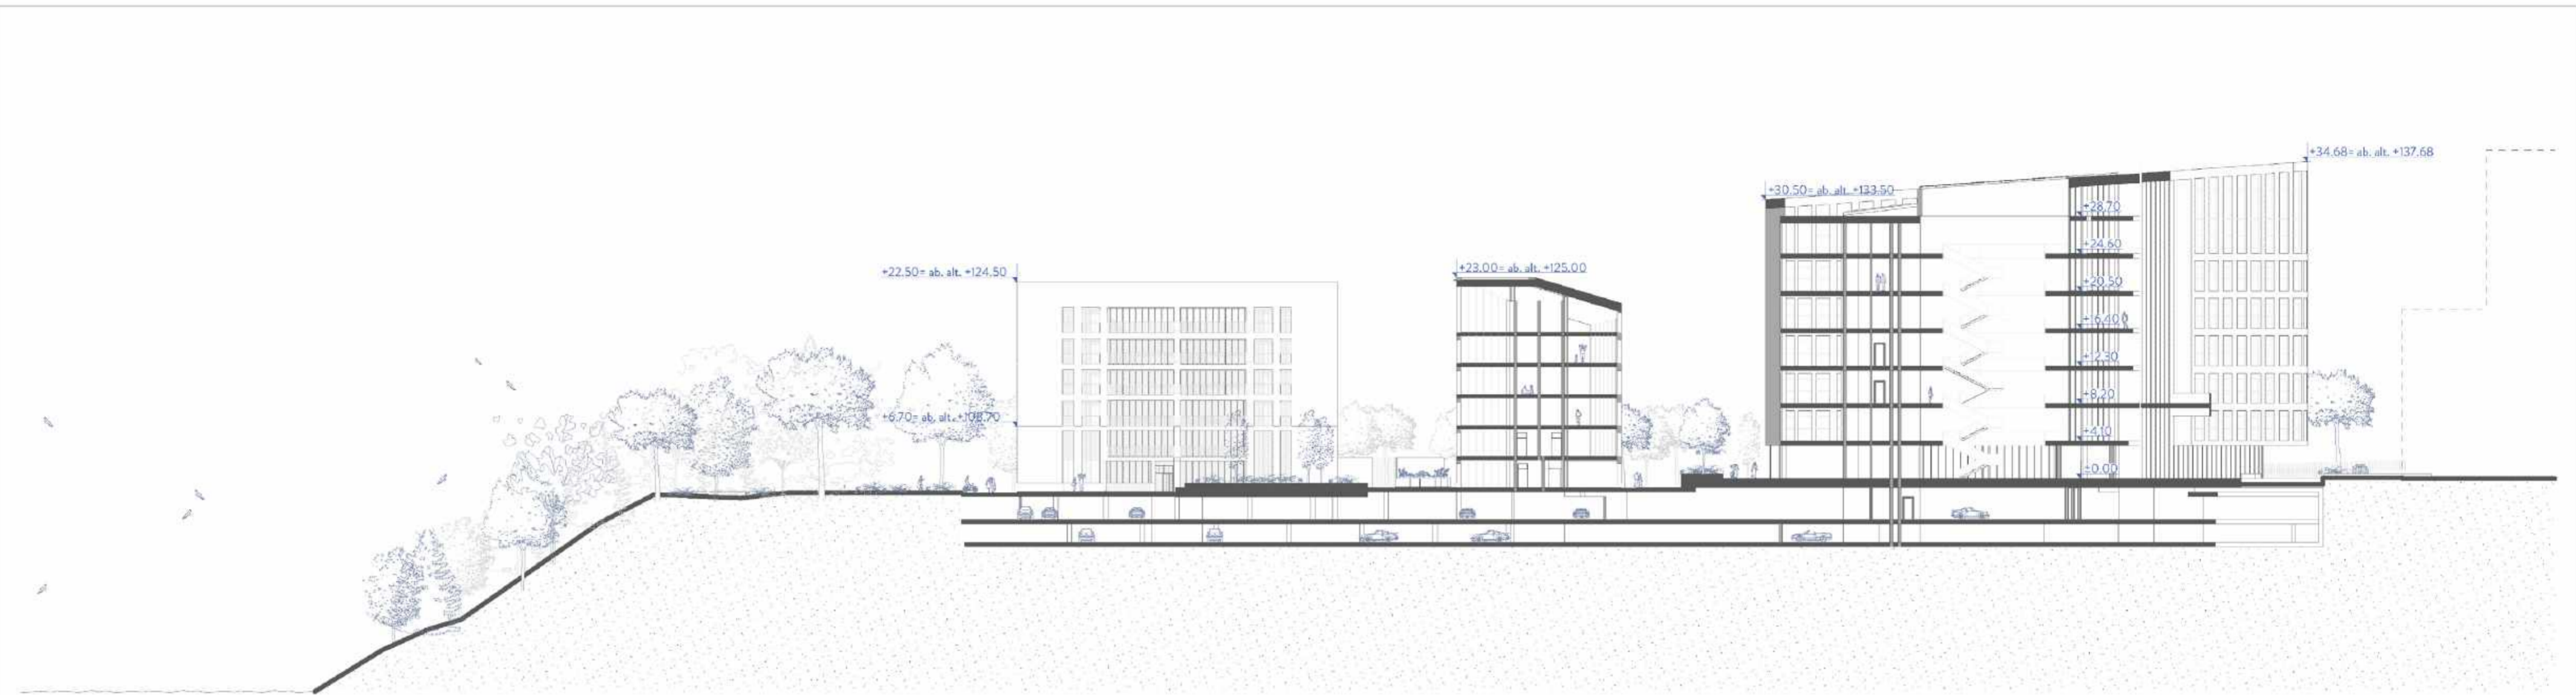 +34.68= ab. alt. +137.68
+30.50= ab. alt. +133.50
+28.70
+24.60
+22.50= ab. alt. +124.50
+23.00= ab. alt. +125.00
+20.50
+16.40
+12.30
+8.20
+6.70= ab. alt. +108.70
+4.10
±0.00